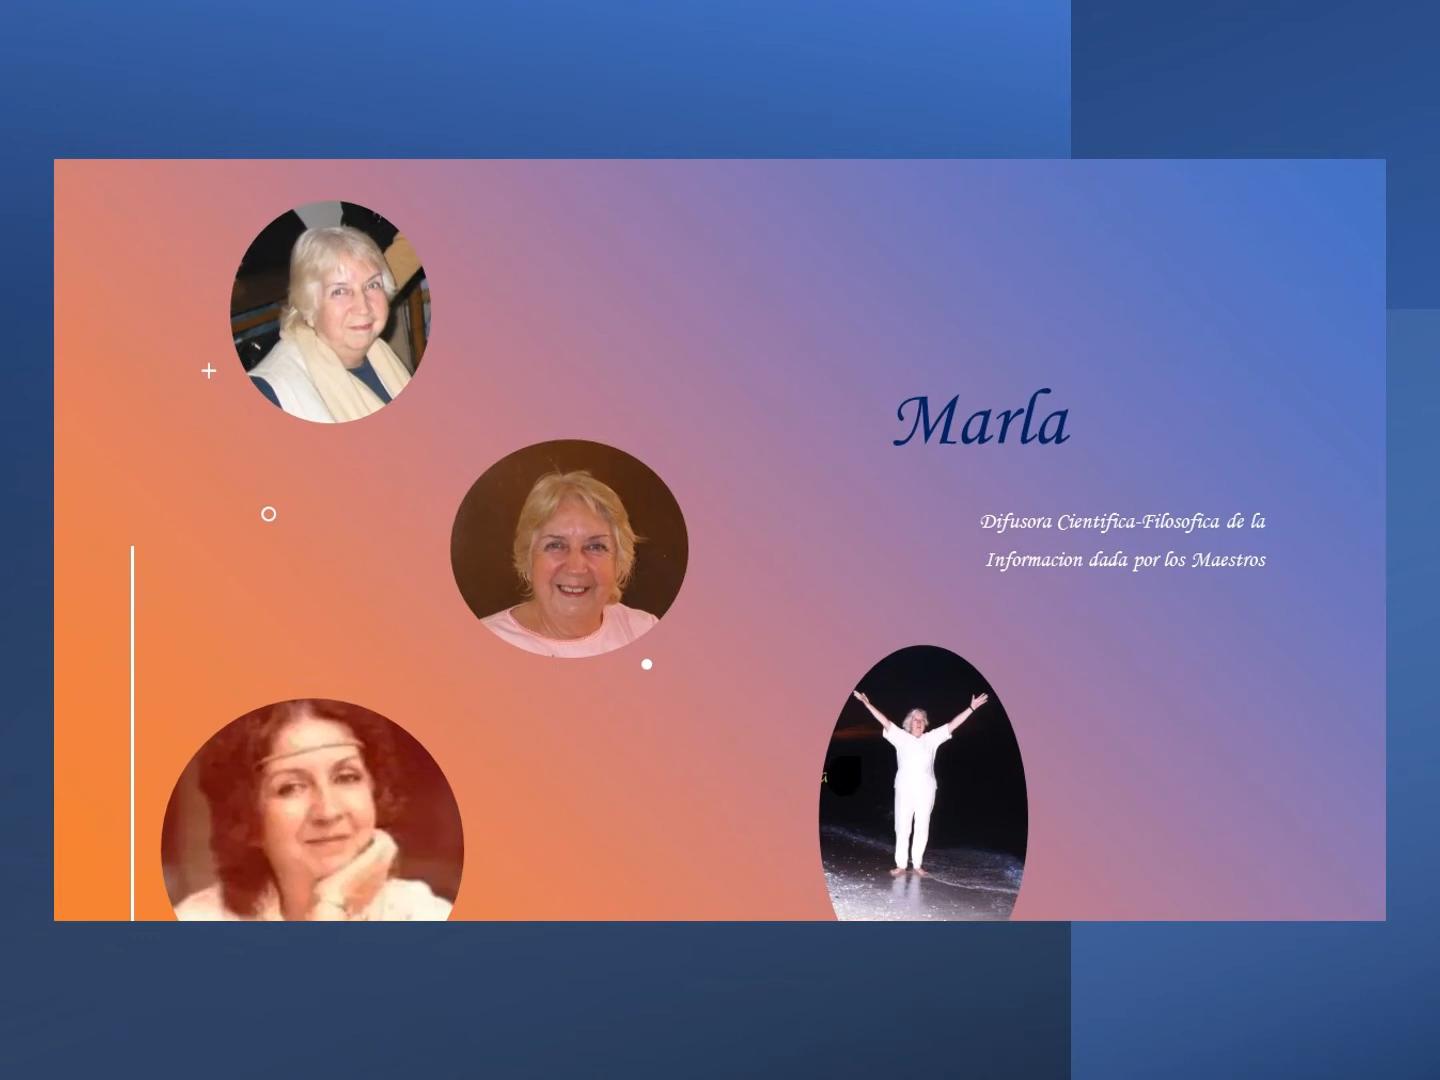 Marla
Difusora Cientifica-Filosofica de la
Informacion dada por los Maestros